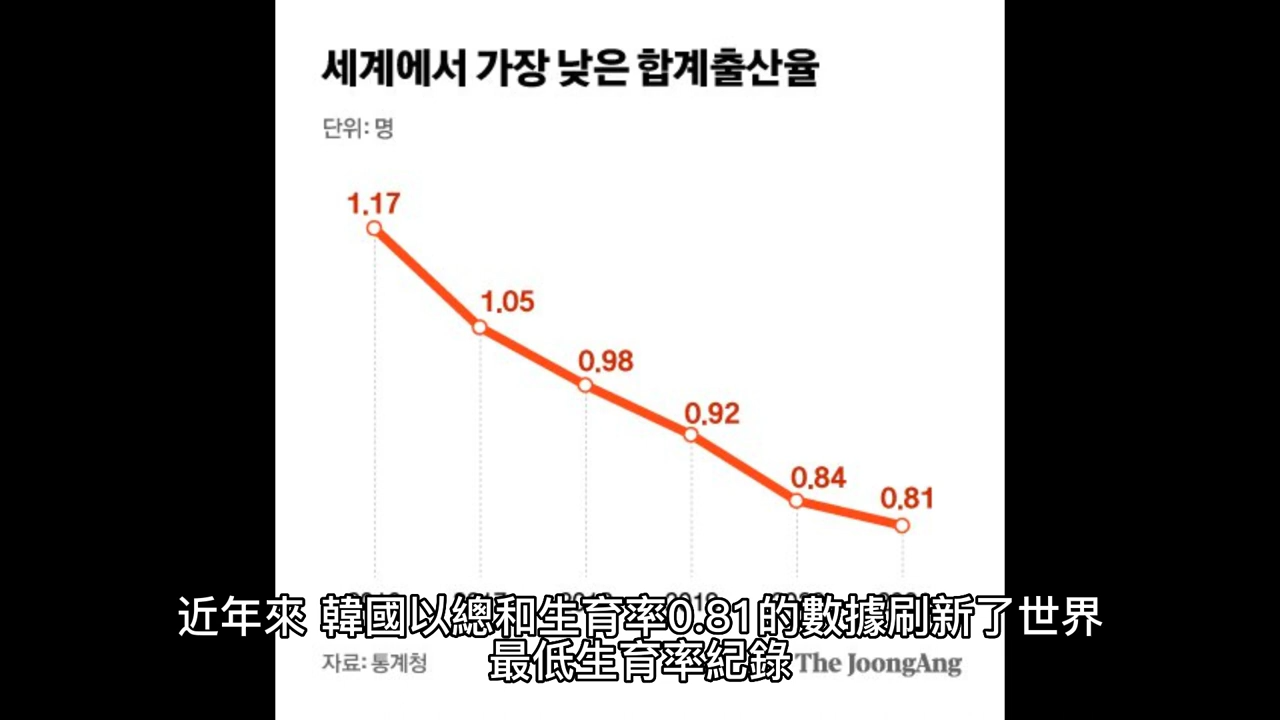 세계에서 가장 낮은 합계출산율
단위: 명
1.17
1.05
0.98
0.92
0.84
0.81
近年來 韓國以總和生育率0.81的數據刷新了世界
最低生育率紀錄
자료: 통계청
The JoongAng